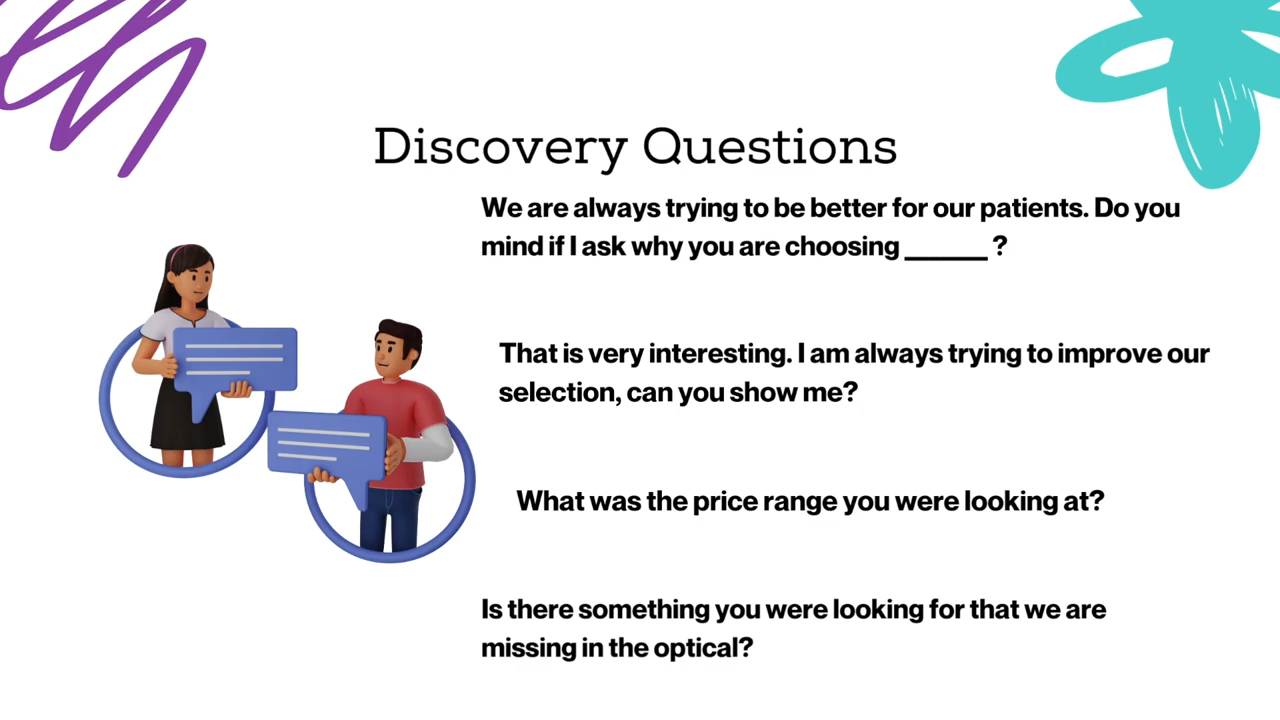 Discovery Questions
We are always trying to be better for our patients. Do you
mind if I ask why you are choosing ______ ?
That is very interesting. I am always trying to improve our
selection, can you show me?
What was the price range you were looking at?
Is there something you were looking for that we are
missing in the optical?